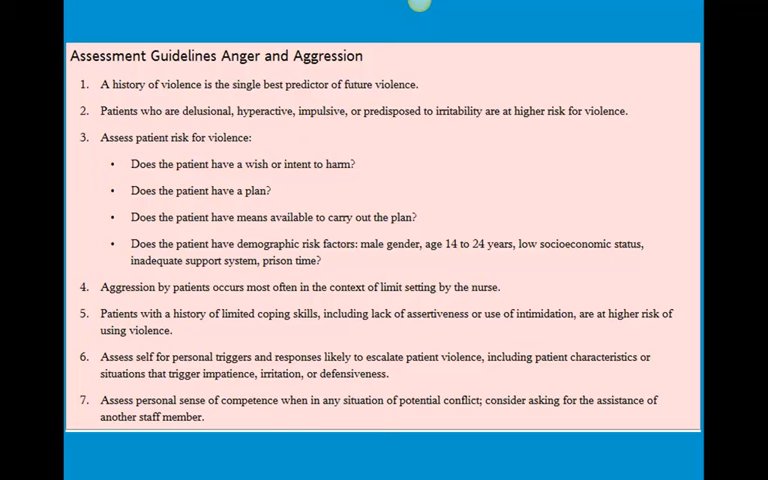 Assessment Guidelines Anger and Aggression
1. A history of violence is the single best predictor of future violence.
2. Patients who are delusional, hyperactive, impulsive, or predisposed to irritability are at higher risk for violence.
3. Assess patient risk for violence:
• Does the patient have a wish or intent to harm?
• Does the patient have a plan?
• Does the patient have means available to carry out the plan?
• Does the patient have demographic risk factors: male gender, age 14 to 24 years, low socioeconomic status,
inadequate support system, prison time?
4. Aggression by patients occurs most often in the context of limit setting by the nurse.
5. Patients with a history of limited coping skills, including lack of assertiveness or use of intimidation, are at higher risk of
using violence.
6. Assess self for personal triggers and responses likely to escalate patient violence, including patient characteristics or
situations that trigger impatience, irritation, or defensiveness.
7. Assess personal sense of competence when in any situation of potential conflict; consider asking for the assistance of
another staff member.